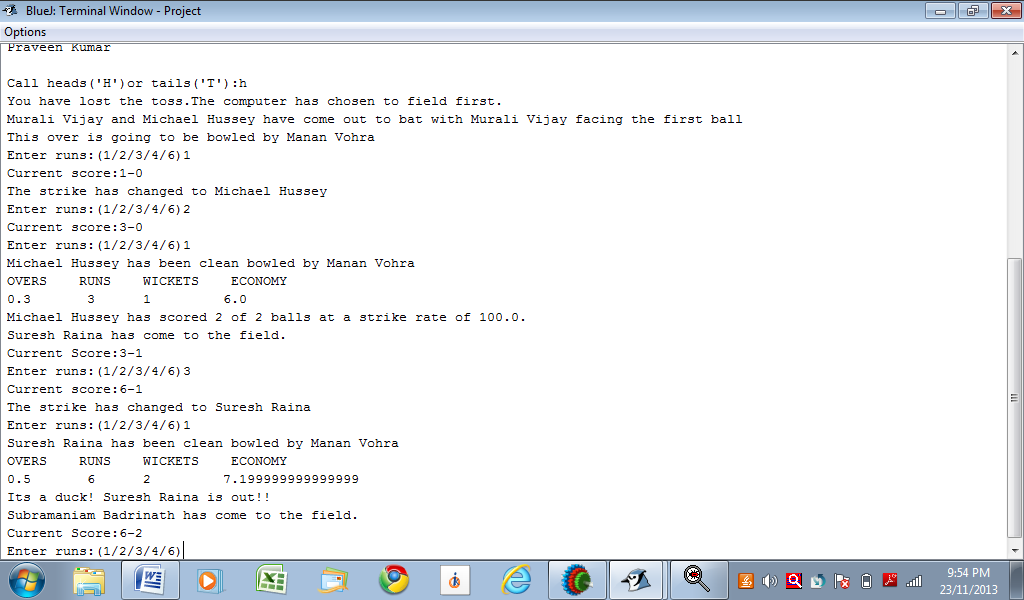 BlueJ: Terminal Window - Project
Options
Praveen Kumar
Call heads('H')or tails('T'):h
You have lost the toss.The computer has chosen to field first.
Murali Vijay and Michael Hussey have come out to bat with Murali Vijay facing the first ball
This over is going to be bowled by Manan Vohra
Enter runs:(1/2/3/4/6)1
Current score:1-0
The strike has changed to Michael Hussey
Enter runs:(1/2/3/4/6)2
Current score:3-0
Enter runs:(1/2/3/4/6)1
Michael Hussey has been clean bowled by Manan Vohra
OVERS RUNS WICKETS ECONOMY
0.3 3 1 6.0
Michael Hussey has scored 2 of 2 balls at a strike rate of 100.0.
Suresh Raina has come to the field.
Current Score:3-1
Enter runs:(1/2/3/4/6)3
Current score:6-1
The strike has changed to Suresh Raina
Enter runs:(1/2/3/4/6)1
Suresh Raina has been clean bowled by Manan Vohra
OVERS RUNS WICKETS ECONOMY
0.5 6 2 7.199999999999999
Its a duck! Suresh Raina is out!!
Subramaniam Badrinath has come to the field.
Current Score:6-2
Enter runs:(1/2/3/4/6)
9:54 PM
23/11/2013